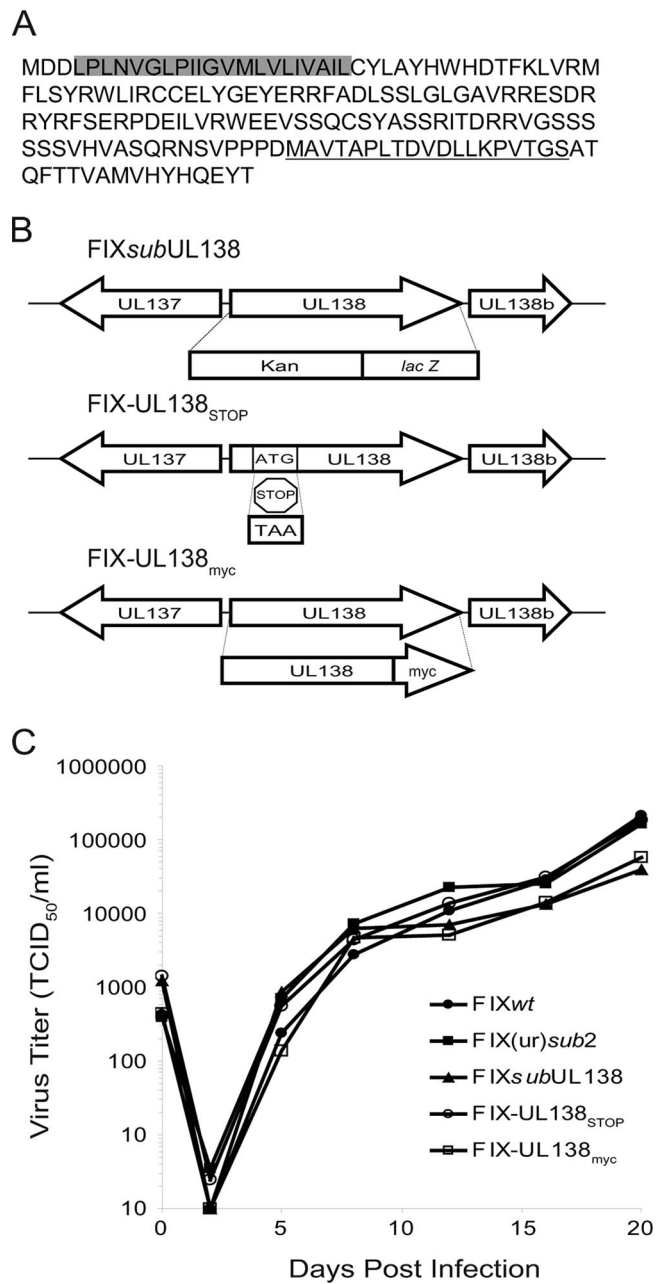 A
MDDLPLNVGLPIIGVMLVLIVAILCYLAYHWHDTFKLVRM
FLSYRWLIRCCELYGEYERRFADLSSLGLGAVRRESDR
RYRFSERPDEILVRWEEVSSQCSYASSRITDRRVGSSS
SSSVHVASQRNSVPPPDMAVTAPLTDVDLLKPVTGSAT
QFTTVAMVHYHQEYT
B
FIXsubUL138
UL137 UL138 UL138b
Kan lac Z
FIX-UL138STOP
UL137 ATG UL138 UL138b
STOP
TAA
FIX-UL138myc
UL137 UL138 UL138b
UL138 myc
C
Virus Titer (TCID50/ml)
1000000
100000
10000
1000
100
10
10
FIXwt
FIX(ur)sub2
FIXsubUL138
FIX-UL138STOP
FIX-UL138myc
0 5 10 15 20
Days Post Infection